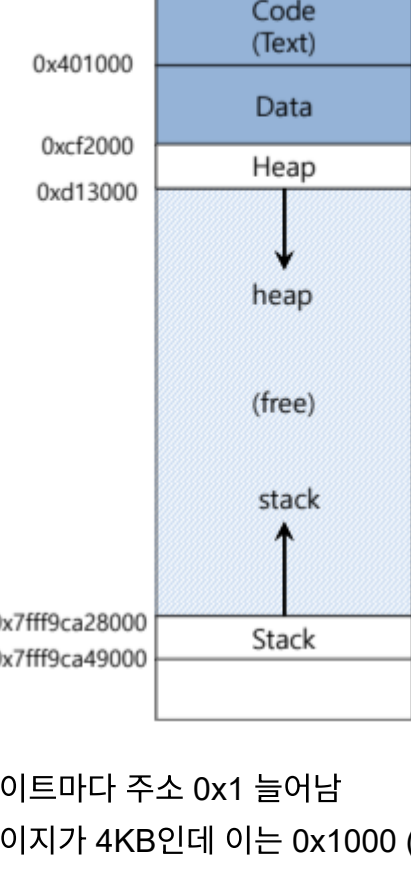 Code
(Text)
0x401000
Data
0xcf2000
Heap
0xd13000
heap
(free)
stack
x7fff9ca28000
Stack
x7fff9ca49000
이트마다 주소 0x1 늘어남
이지가 4KB인데 이는 0x1000 (